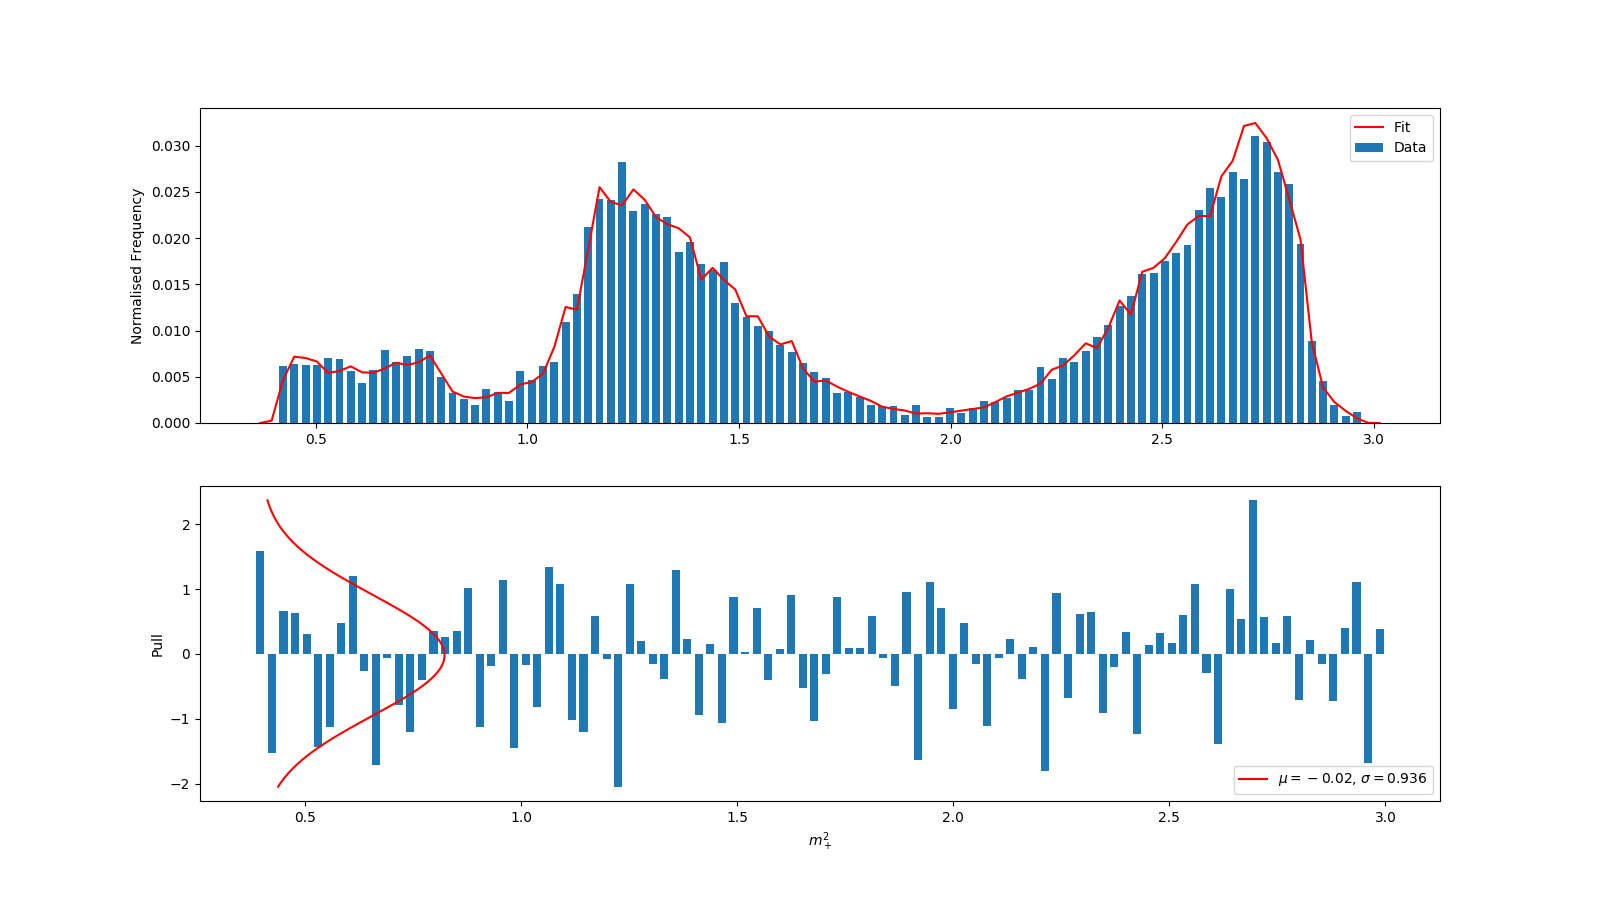 Normalised Frequency
0.030
0.025
0.020
0.015
0.010
0.005
0.000
0.5 1.0 1.5 2.0 2.5 3.0
Fit
Data
Pull
2
1
0
−1
−2
μ = −0.02, σ = 0.936
0.5 1.0 1.5 2.0 2.5 3.0
m₊²